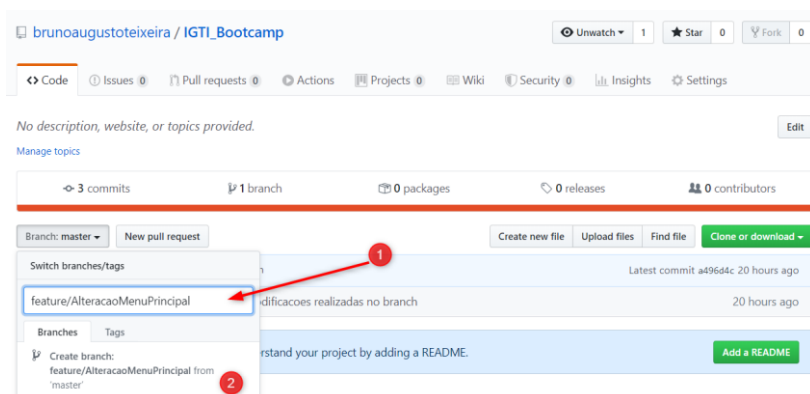 brunoaugustoteixeira / IGTI_Bootcamp
Unwatch 1 Star 0 Fork 0
Code Issues 0 Pull requests 0 Actions Projects 0 Wiki Security 0 Insights Settings
No description, website, or topics provided.
Edit
Manage topics
3 commits 1 branch 0 packages 0 releases 0 contributors
Branch: master New pull request Create new file Upload files Find file Clone or download
1
Switch branches/tags
Latest commit a496d4c 20 hours ago
feature/AlteracaoMenuPrincipal
dificacoes realizadas no branch 20 hours ago
Branches Tags
Create branch:
feature/AlteracaoMenuPrincipal from
'master'
rstand your project by adding a README. Add a README
2